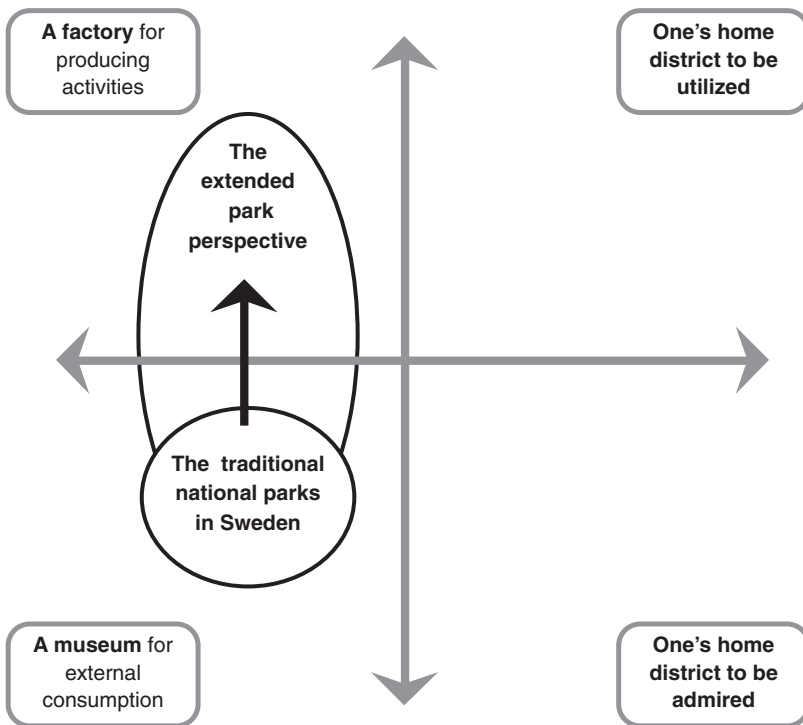 A factory for
producing
activities
One's home
district to be
utilized
The
extended
park
perspective
The traditional
national parks
in Sweden
A museum for
external
consumption
One's home
district to be
admired